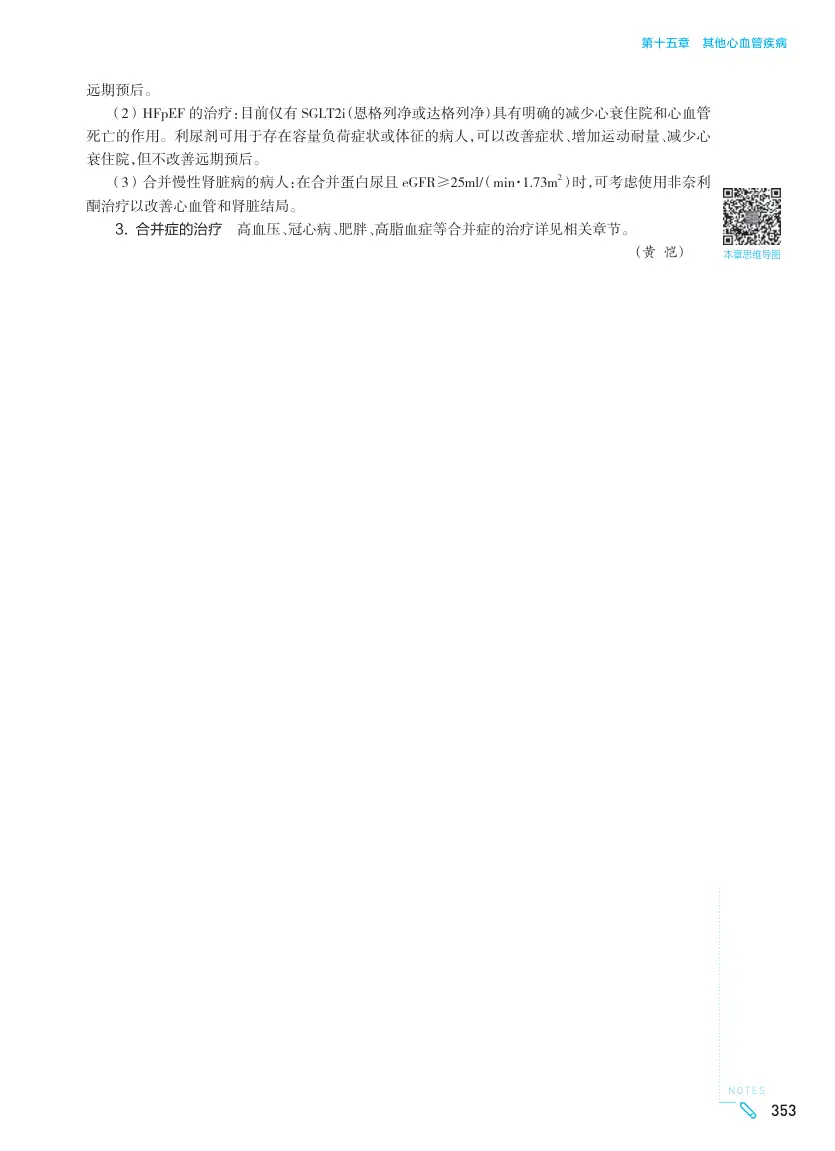 第十五章 其他心血管疾病
远期预后。
（2）HFpEF 的治疗：目前仅有 SGLT2i（恩格列净或达格列净）具有明确的减少心衰住院和心血管
死亡的作用。利尿剂可用于存在容量负荷症状或体征的病人，可以改善症状、增加运动耐量、减少心
衰住院，但不改善远期预后。
（3）合并慢性肾脏病的病人：在合并蛋白尿且 eGFR≥25ml/（min·1.73m²）时，可考虑使用非奈利
酮治疗以改善心血管和肾脏结局。
3. 合并症的治疗 高血压、冠心病、肥胖、高脂血症等合并症的治疗详见相关章节。
（黄 恺）
本章思维导图
NOTES
353